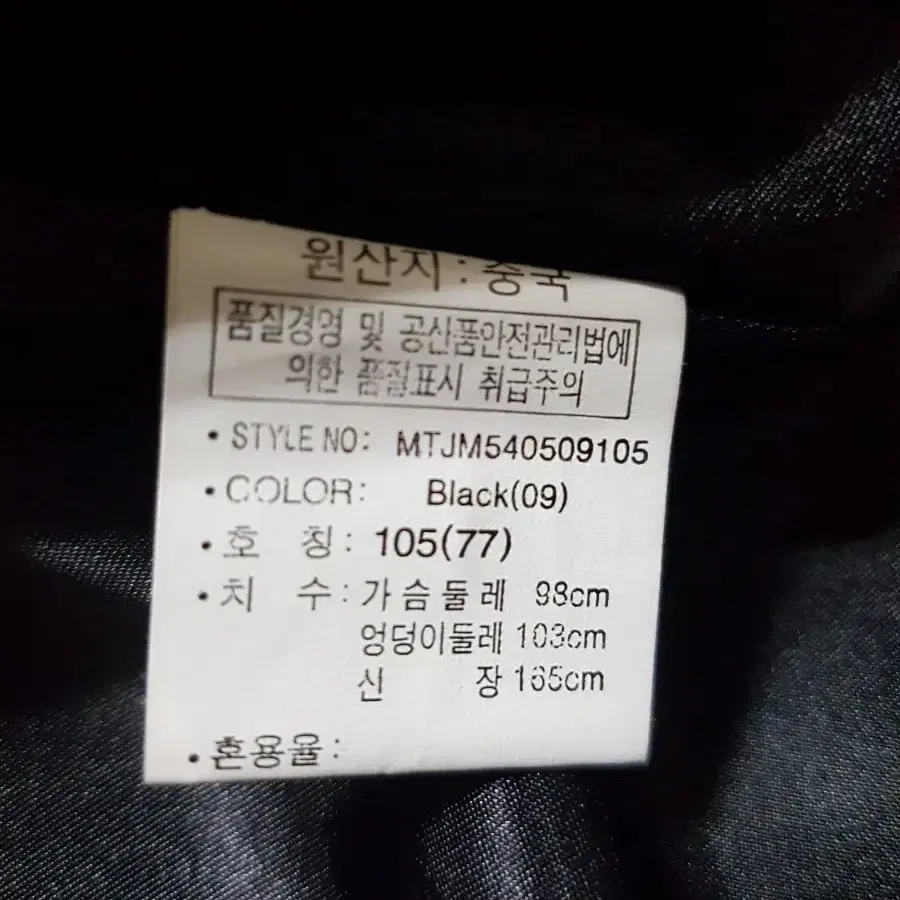 원산지 : 중국
품질경영 및 공산품안전관리법에
의한 품질표시 취급주의
• STYLE NO: MTJM540509105
• COLOR: Black(09)
• 호 칭 : 105(77)
• 치 수 : 가 슴 둘 레 98cm
엉덩이둘레 103cm
신 장 165cm
• 혼용율 :